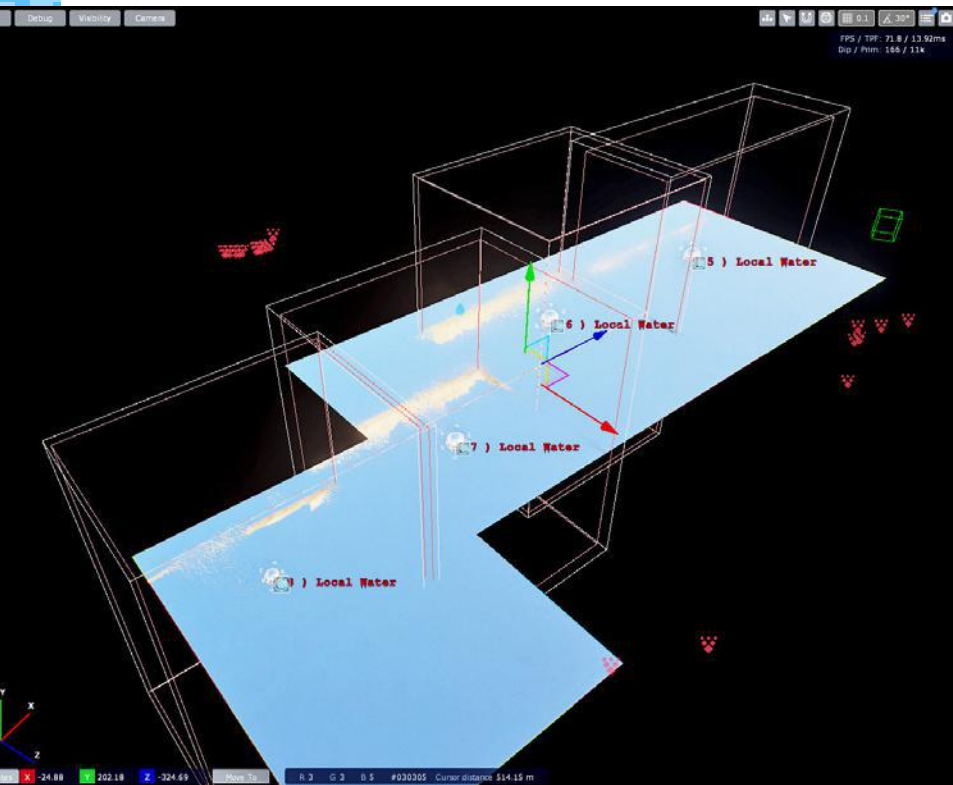 Debug Visibility Camera 0.1 30°
FPS / TPF: 71.8 / 13.92ms
Dip / Prim: 166 / 11k
5 ) Local Water
6 ) Local Water
7 ) Local Water
) Local Water
Y
X
Z
X -24.88 Y 202.18 Z -324.69 Move To R 3 G 3 B 5 #030305 Cursor distance 514.15 m